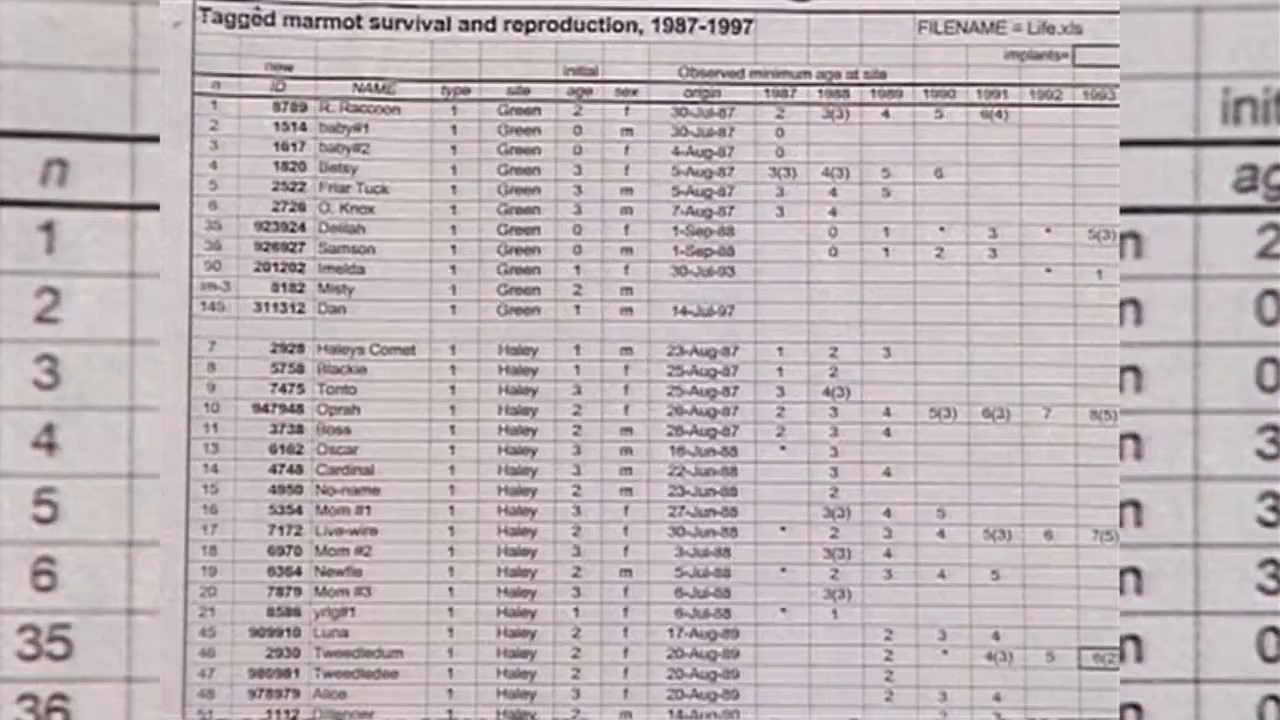 Tagged marmot survival and reproduction, 1987-1997 FILENAME = Life.xls
implants=
new initial Observed minimum age at site
n ID NAME type site age sex origin 1987 1988 1989 1990 1991 1992 1993
1 8789 R. Raccoon 1 Green 2 f 30-Jul-87 2 3(3) 4 5 6(4)
2 1514 baby#1 1 Green 0 m 30-Jul-87 0
3 1617 baby#2 1 Green 0 f 4-Aug-87 0
4 1820 Betsy 1 Green 3 f 5-Aug-87 3(3) 4(3) 5 6
5 2522 Friar Tuck 1 Green 3 m 5-Aug-87 3 4 5
6 2726 O. Knox 1 Green 3 m 7-Aug-87 3 4
35 923924 Delilah 1 Green 0 f 1-Sep-88 0 1 * 3 * 5(3)
36 926927 Samson 1 Green 0 m 1-Sep-88 0 1 2 3
90 201202 Imelda 1 Green 1 f 30-Jul-93 * 1
im-3 8182 Misty 1 Green 2 m
145 311312 Dan 1 Green 1 m 14-Jul-97
7 2928 Haleys Comet 1 Haley 1 m 23-Aug-87 1 2 3
8 5758 Blackie 1 Haley 1 f 25-Aug-87 1 2
9 7475 Tonto 1 Haley 3 f 25-Aug-87 3 4(3)
10 947948 Oprah 1 Haley 2 f 26-Aug-87 2 3 4 5(3) 6(3) 7 8(5)
11 3738 Boss 1 Haley 2 m 26-Aug-87 2 3 4
13 6162 Oscar 1 Haley 3 m 16-Jun-88 * 3
14 4748 Cardinal 1 Haley 3 m 22-Jun-88 3 4
15 4950 No-name 1 Haley 2 m 23-Jun-88 2
16 5354 Mom #1 1 Haley 3 f 27-Jun-88 3(3) 4 5
17 7172 Live-wire 1 Haley 2 f 30-Jun-88 * 2 3 4 5(3) 6 7(5)
18 6970 Mom #2 1 Haley 3 f 3-Jul-88 3(3) 4
19 6364 Newfie 1 Haley 2 m 5-Jul-88 * 2 3 4 5
20 7879 Mom #3 1 Haley 3 f 6-Jul-88 3(3)
21 8586 yrlg#1 1 Haley 1 f 6-Jul-88 * 1
45 909910 Luna 1 Haley 2 f 17-Aug-89 2 3 4
46 2930 Tweedledum 1 Haley 2 f 20-Aug-89 2 * 4(3) 5 6(2
47 980981 Tweedledee 1 Haley 2 f 20-Aug-89 2
48 978979 Alice 1 Haley 3 f 20-Aug-89 2 3 4
51 1112 Haley 2 m
n
1
2
3
4
5
6
35
36
init
ag
n 2
n 0
n 0
n 3
n 3
n 3
n 0
n 0